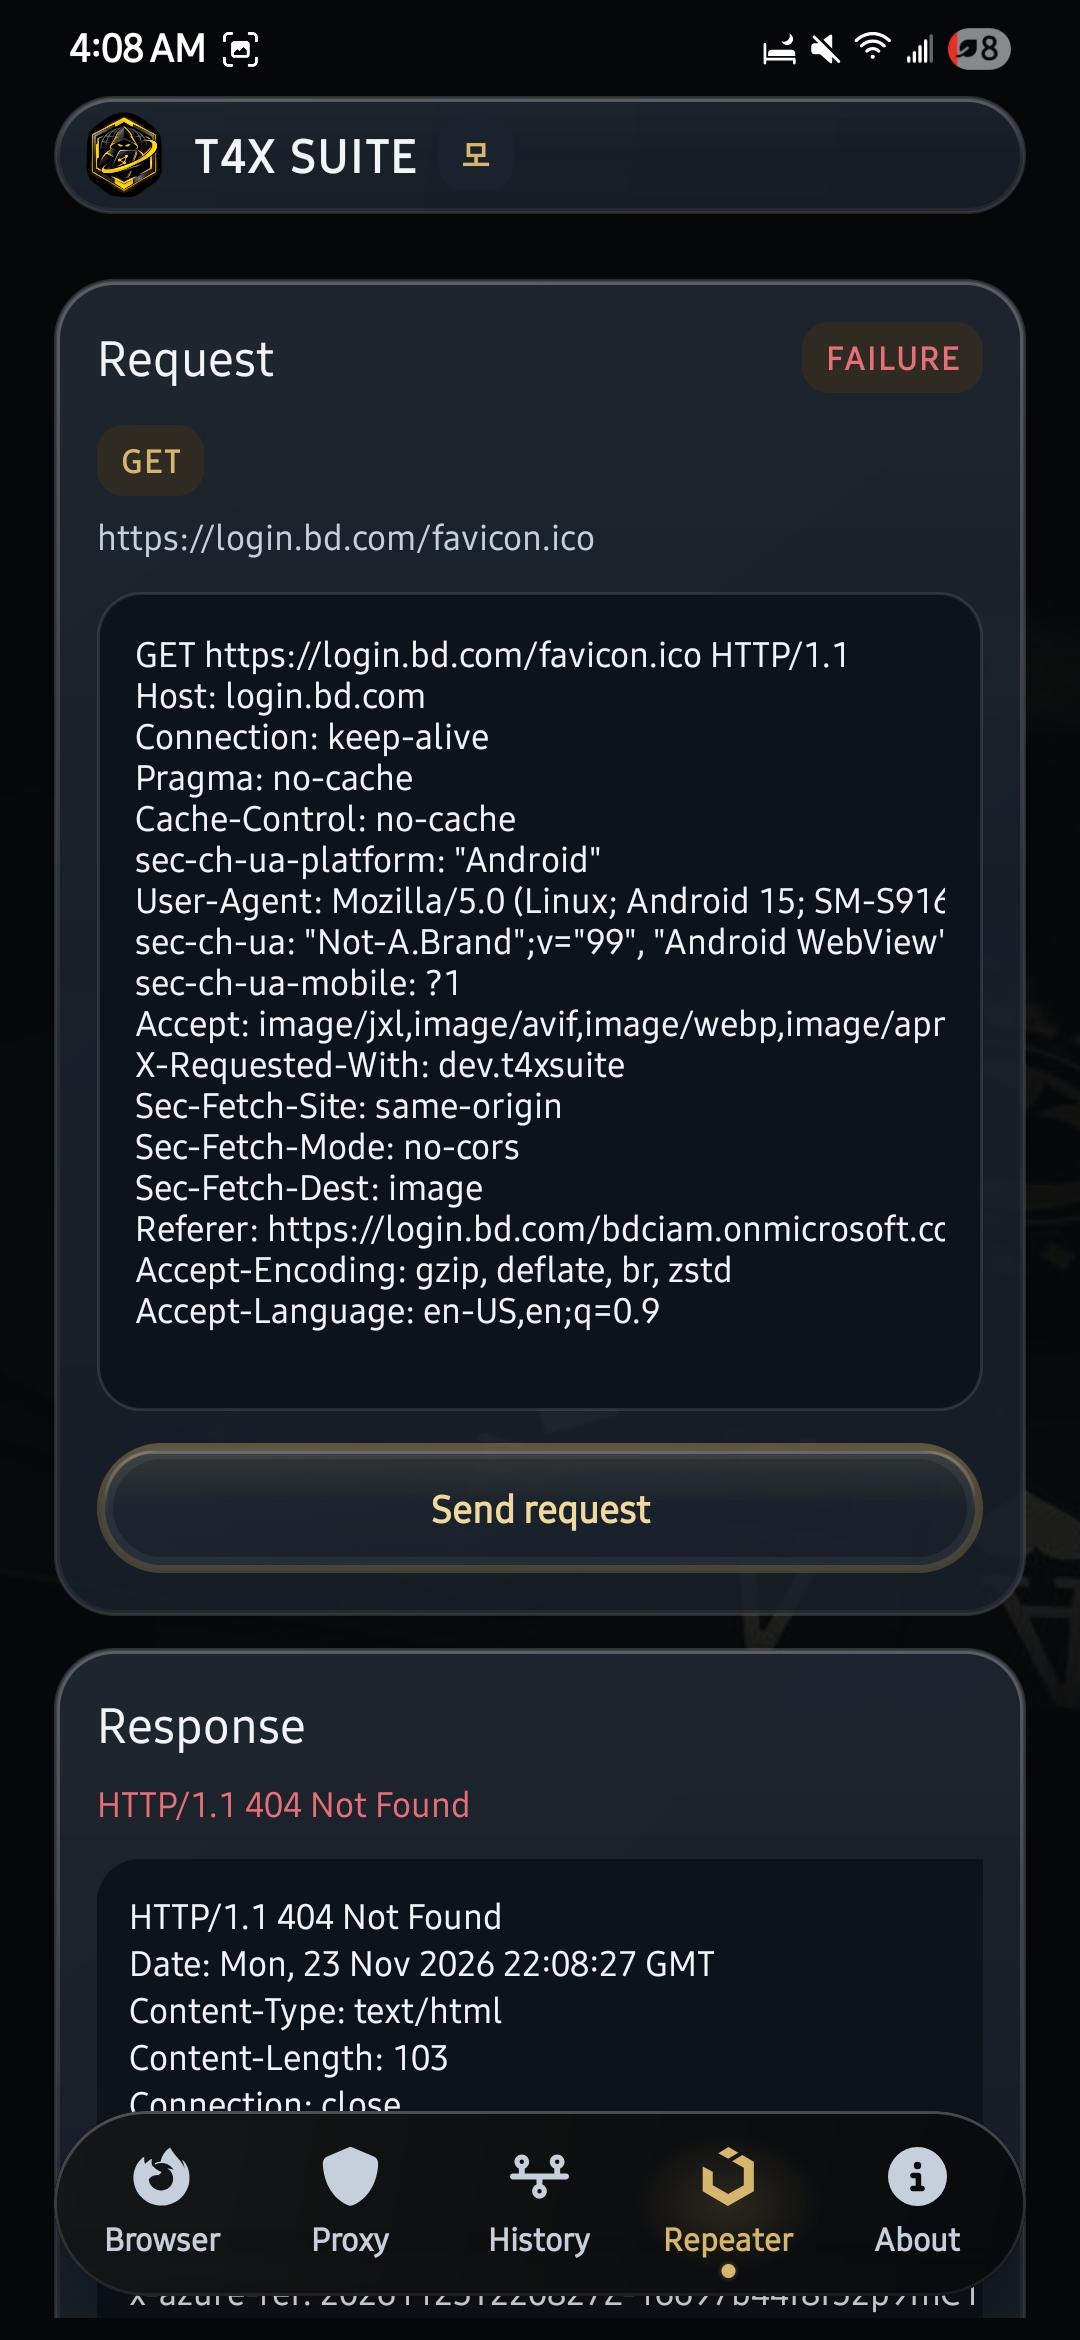 4:08 AM
8
T4X SUITE 모
Request
FAILURE
GET
https://login.bd.com/favicon.ico
GET https://login.bd.com/favicon.ico HTTP/1.1
Host: login.bd.com
Connection: keep-alive
Pragma: no-cache
Cache-Control: no-cache
sec-ch-ua-platform: "Android"
User-Agent: Mozilla/5.0 (Linux; Android 15; SM-S916
sec-ch-ua: "Not-A.Brand";v="99", "Android WebView"
sec-ch-ua-mobile: ?1
Accept: image/jxl,image/avif,image/webp,image/apn
X-Requested-With: dev.t4xsuite
Sec-Fetch-Site: same-origin
Sec-Fetch-Mode: no-cors
Sec-Fetch-Dest: image
Referer: https://login.bd.com/bdciam.onmicrosoft.co
Accept-Encoding: gzip, deflate, br, zstd
Accept-Language: en-US,en;q=0.9
Send request
Response
HTTP/1.1 404 Not Found
HTTP/1.1 404 Not Found
Date: Mon, 23 Nov 2026 22:08:27 GMT
Content-Type: text/html
Content-Length: 103
Connection: close
Browser
Proxy
History
Repeater
About
x-azure-ref: